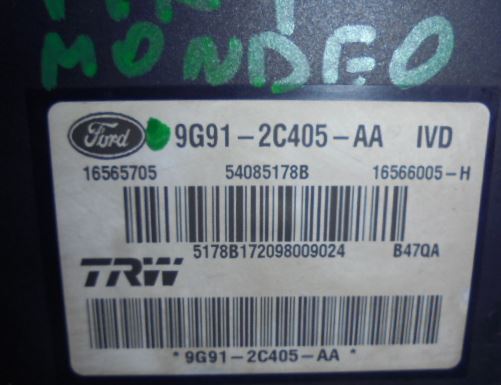 MONDEO
Ford 9G91-2C405-AA IVD
16565705 54085178B 16566005-H
5178B172098009024 B47QA
TRW
*9G91-2C405-AA*